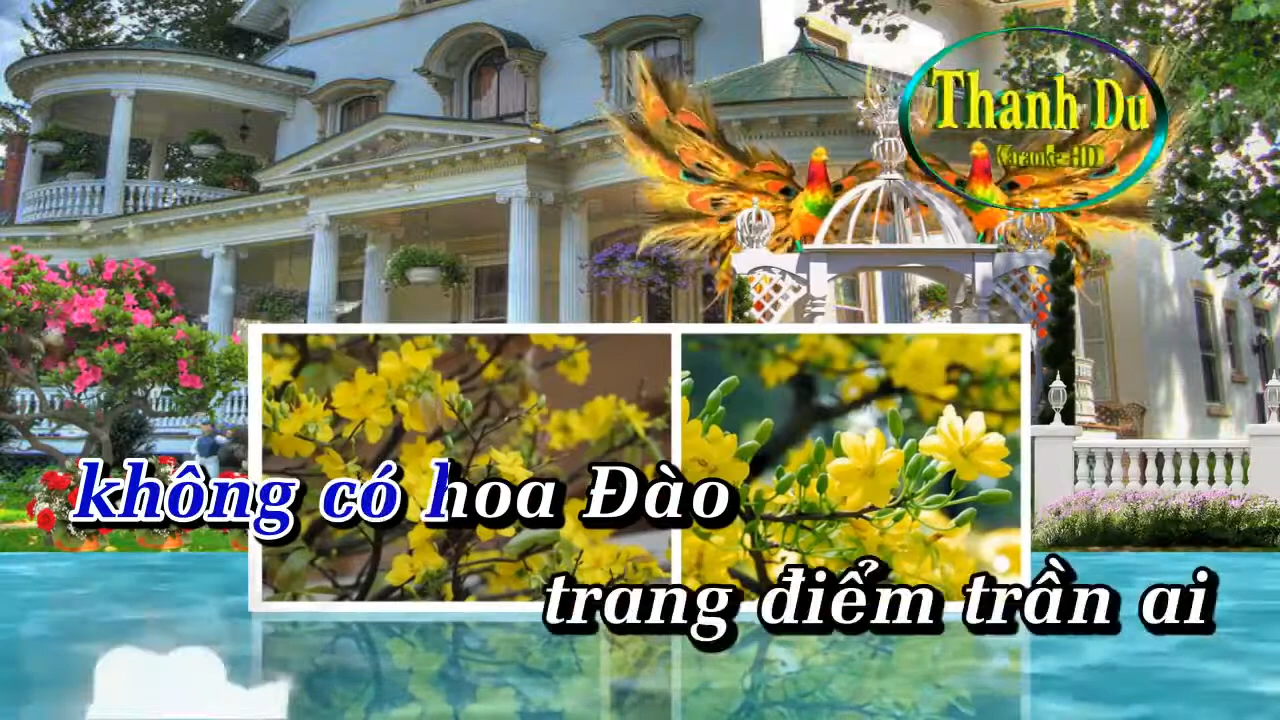 Thanh Du
Karaoke HD
không có hoa Đào
trang điểm trần ai